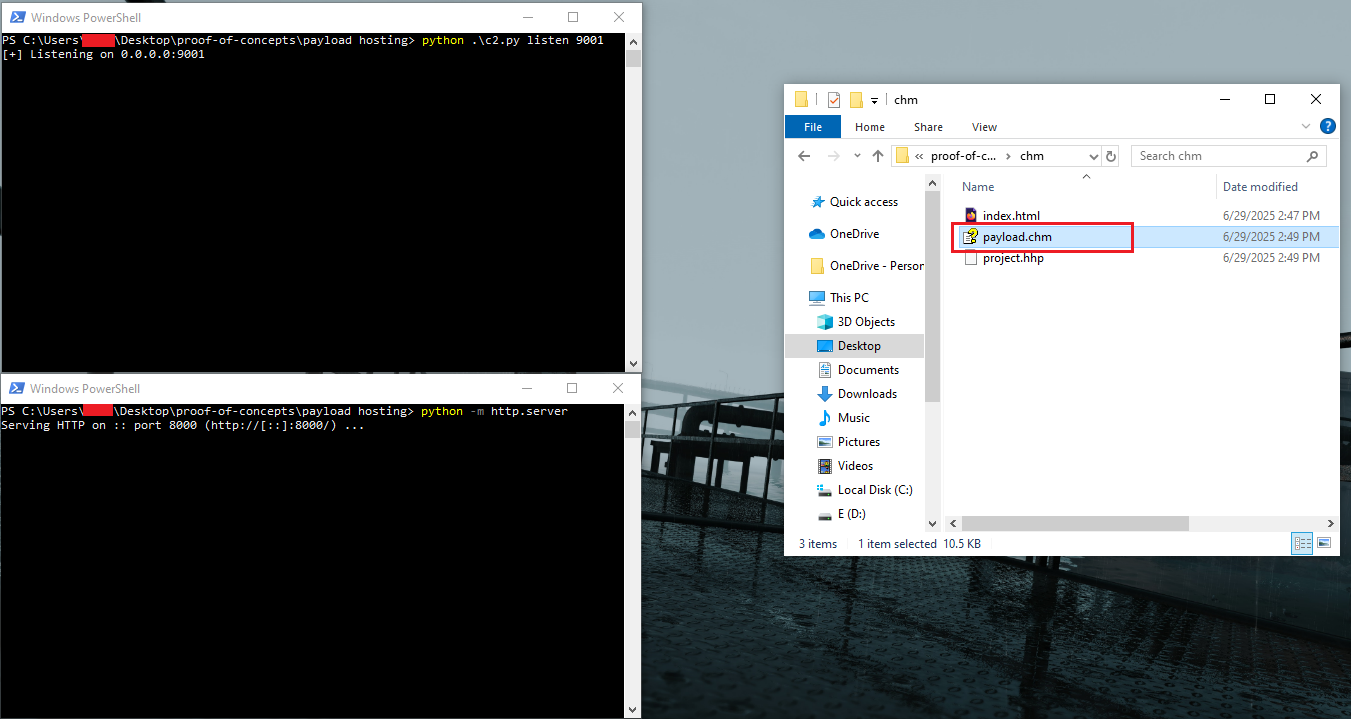 Windows PowerShell
PS C:\Users\ \Desktop\proof-of-concepts\payload hosting> python .\c2.py listen 9001
[+] Listening on 0.0.0.0:9001
Windows PowerShell
PS C:\Users\ \Desktop\proof-of-concepts\payload hosting> python -m http.server
Serving HTTP on :: port 8000 (http://[::]:8000/) ...
chm
File Home Share View
« proof-of-c... › chm
Search chm
Quick access
OneDrive
OneDrive - Person
This PC
3D Objects
Desktop
Documents
Downloads
Music
Pictures
Videos
Local Disk (C:)
E (D:)
Name Date modified
index.html 6/29/2025 2:47 PM
payload.chm 6/29/2025 2:49 PM
project.hhp 6/29/2025 2:49 PM
3 items 1 item selected 10.5 KB